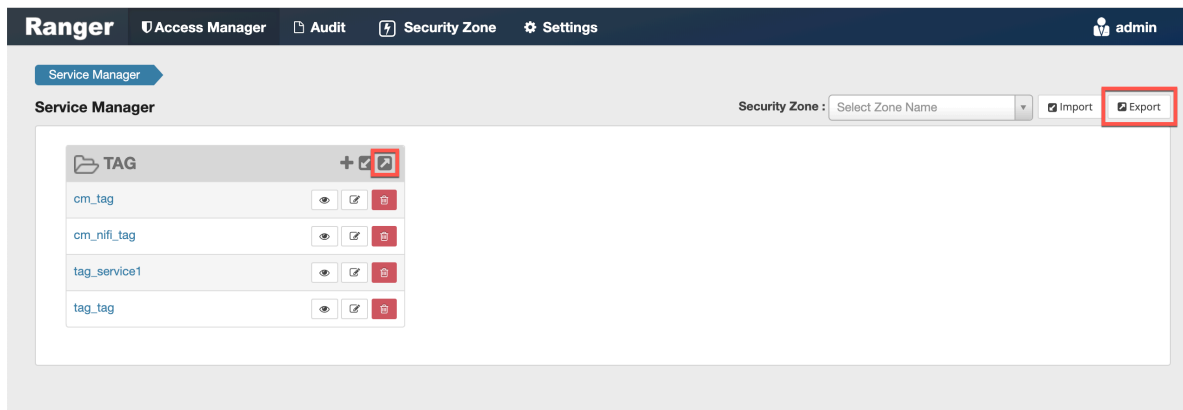 Ranger Access Manager Audit Security Zone Settings admin
Service Manager
Service Manager Security Zone : Select Zone Name Import Export
TAG
cm_tag
cm_nifi_tag
tag_service1
tag_tag